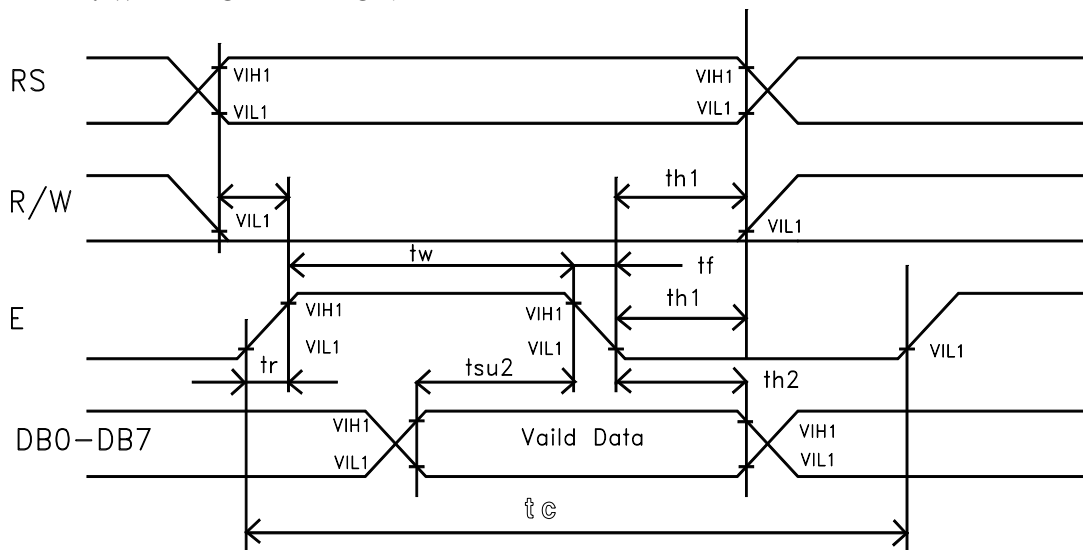 RS
VIH1
VIH1
VIL1
VIL1
R/W
th1
VIL1
VIL1
tw
tf
E
VIH1
VIH1
th1
VIL1
VIL1
VIL1
tr
tsu2
th2
DB0-DB7
VIH1
Vaild Data
VIH1
VIL1
VIL1
tc